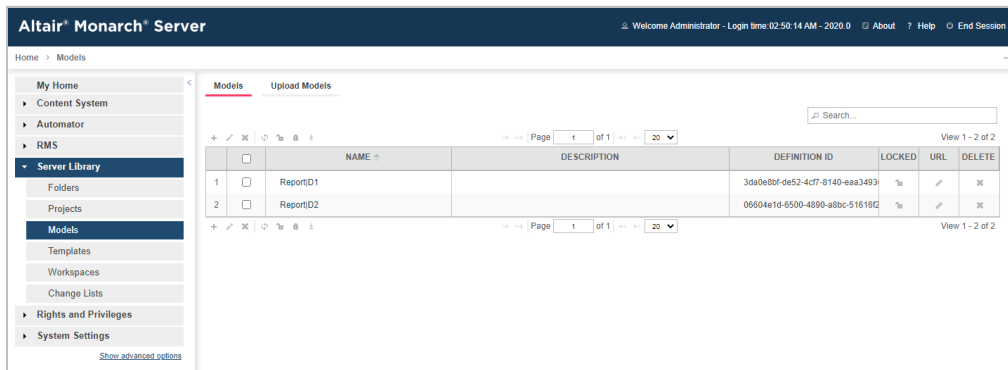 Altair® Monarch® Server
Welcome Administrator - Login time:02:50:14 AM - 2020.0 About ? Help End Session
Home > Models
My Home
Content System
Automator
RMS
Server Library
Folders
Projects
Models
Templates
Workspaces
Change Lists
Rights and Privileges
System Settings
Show advanced options
Models Upload Models
Search...
Page 1 of 1 20 View 1 - 2 of 2
NAME DESCRIPTION DEFINITION ID LOCKED URL DELETE
1 Report|D1 3da0e8bf-de52-4cf7-8140-eaa3493
2 Report|D2 06604e1d-6500-4890-a8bc-51616f2
Page 1 of 1 20 View 1 - 2 of 2